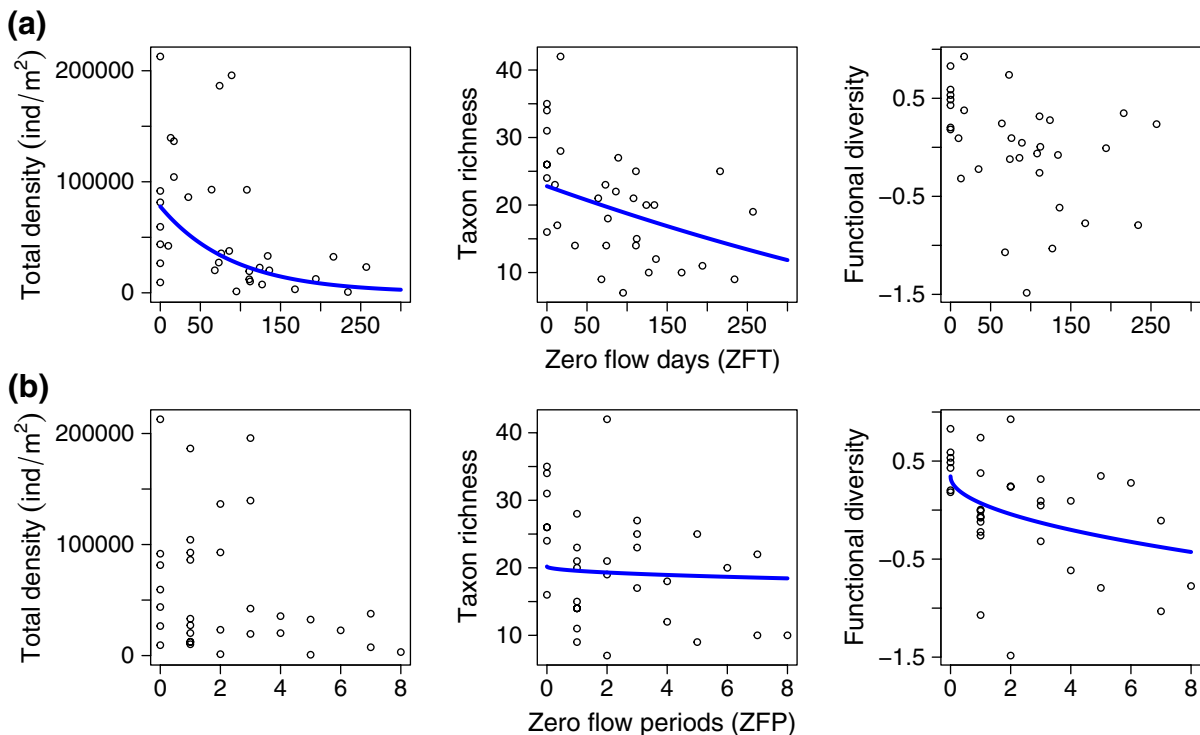 (a)
Total density (ind/m²)
200000
100000
0
0 50 150 250
Taxon richness
40
30
20
10
0 50 150 250
Zero flow days (ZFT)
Functional diversity
0.5
−0.5
−1.5
0 50 150 250
(b)
Total density (ind/m²)
200000
100000
0
0 2 4 6 8
Taxon richness
40
30
20
10
0 2 4 6 8
Zero flow periods (ZFP)
Functional diversity
0.5
−0.5
−1.5
0 2 4 6 8